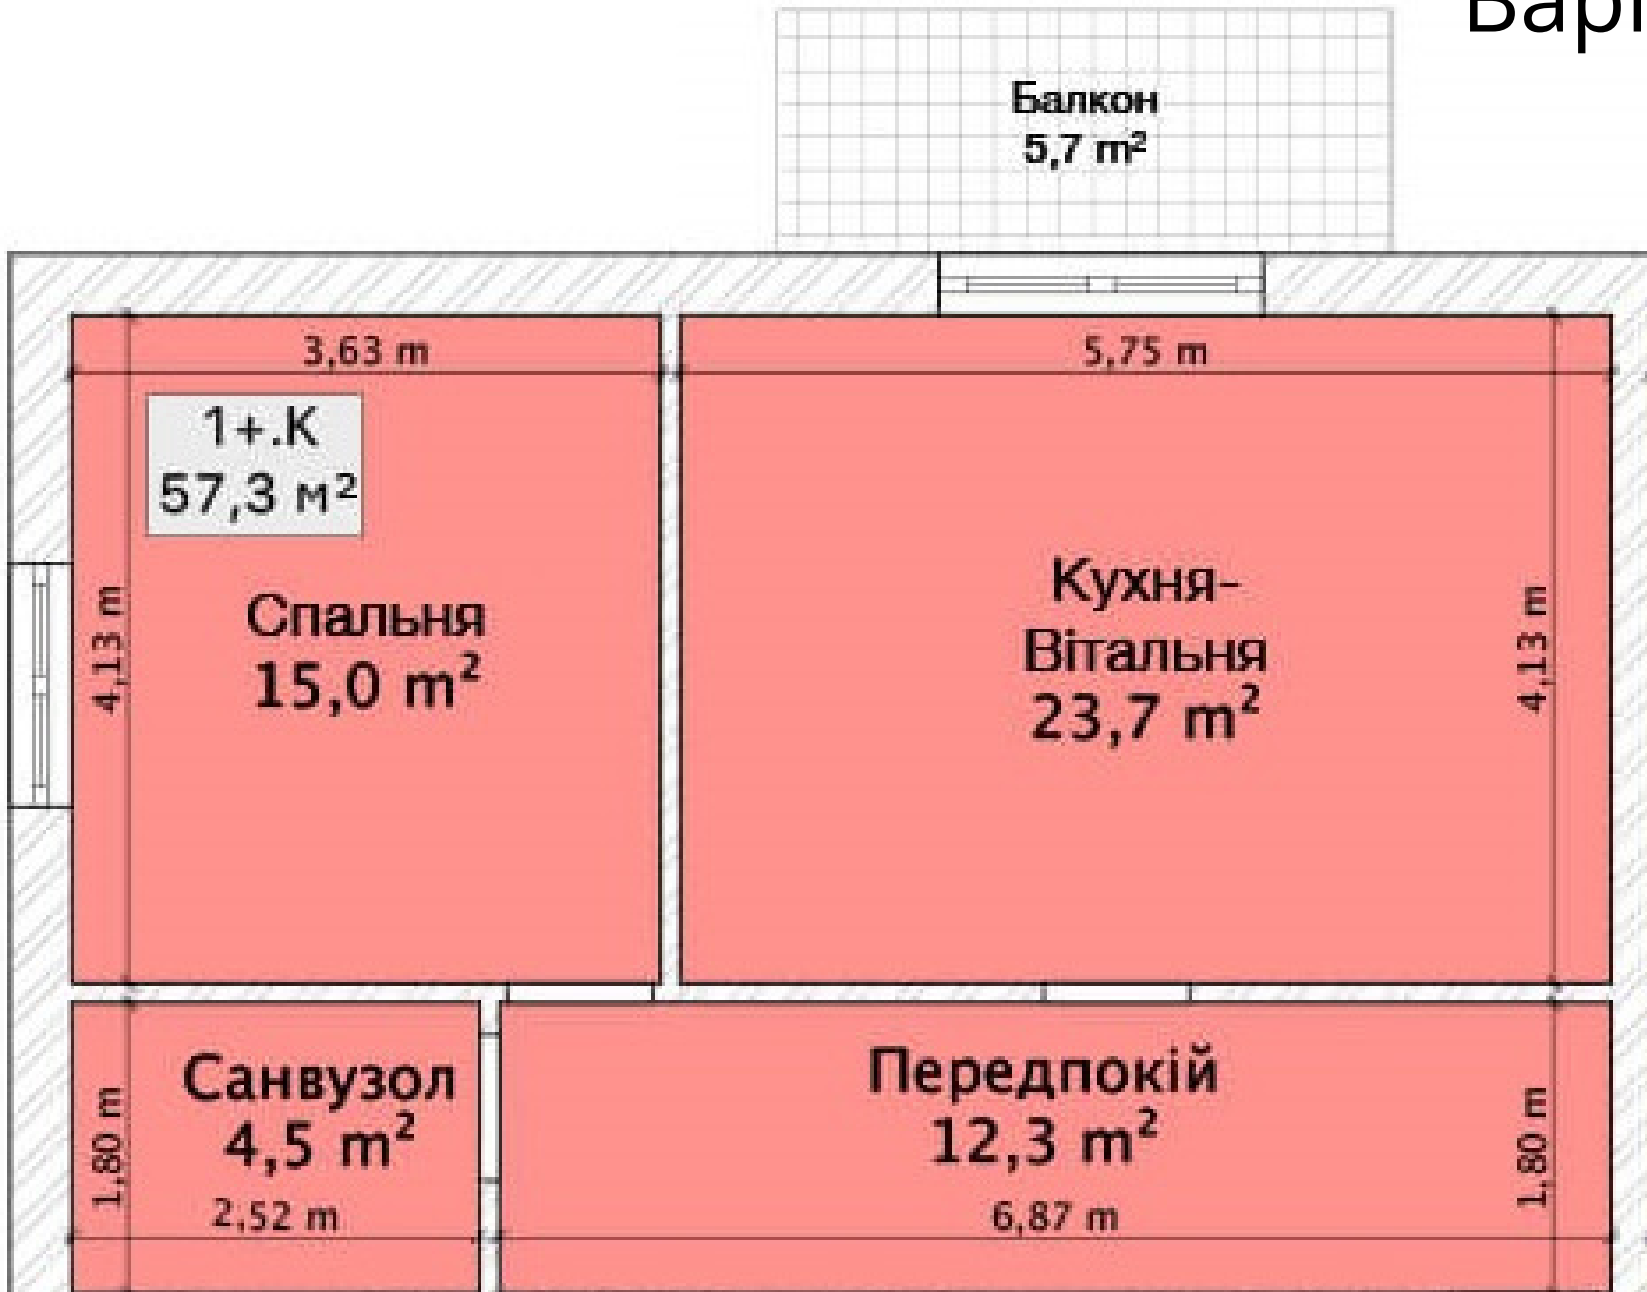 Варі
Балкон
5,7 m²
3,63 m
5,75 m
1+.К
57,3 м²
4,13 m
Спальня
15,0 m²
Кухня-
Вітальня
23,7 m²
4,13 m
1,80 m
Санвузол
4,5 m²
2,52 m
Передпокій
12,3 m²
6,87 m
1,80 m